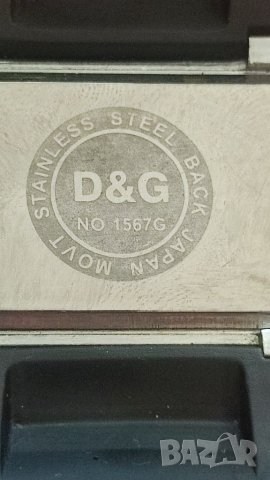 STAINLESS STEEL BACK JAPAN MOVT
D&G
NO 1567G
BAZAR